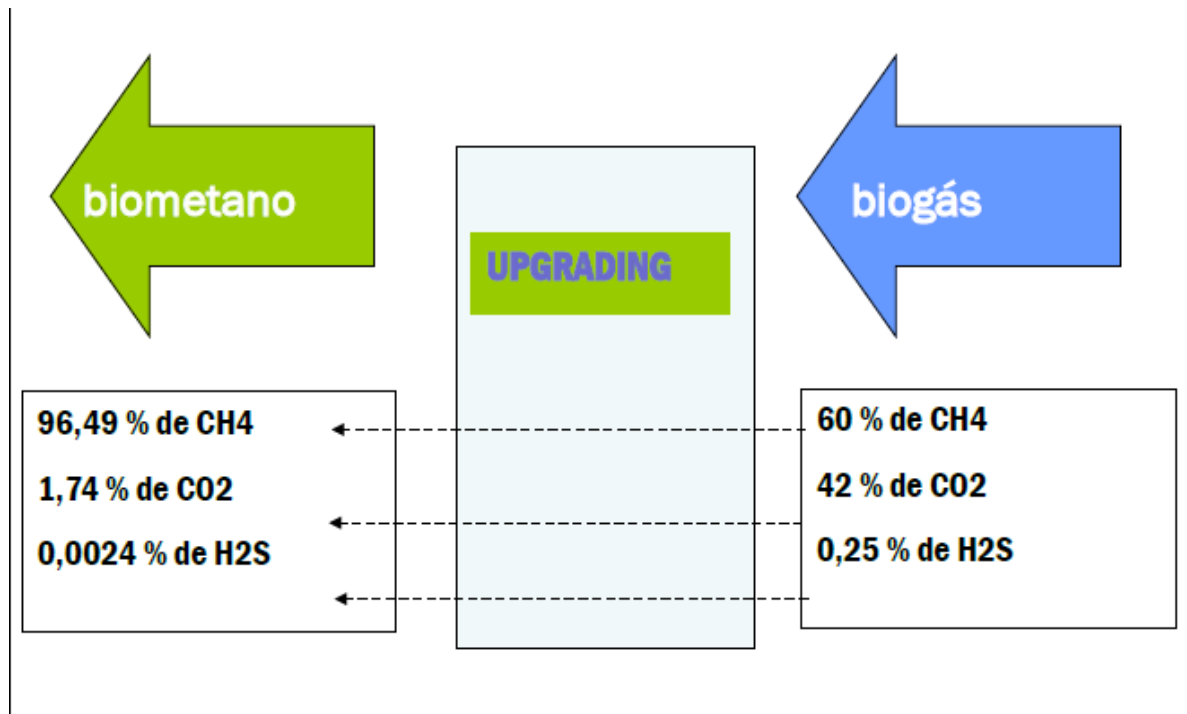 biometano
UPGRADING
biogás
96,49 % de CH4
1,74 % de CO2
0,0024 % de H2S
60 % de CH4
42 % de CO2
0,25 % de H2S